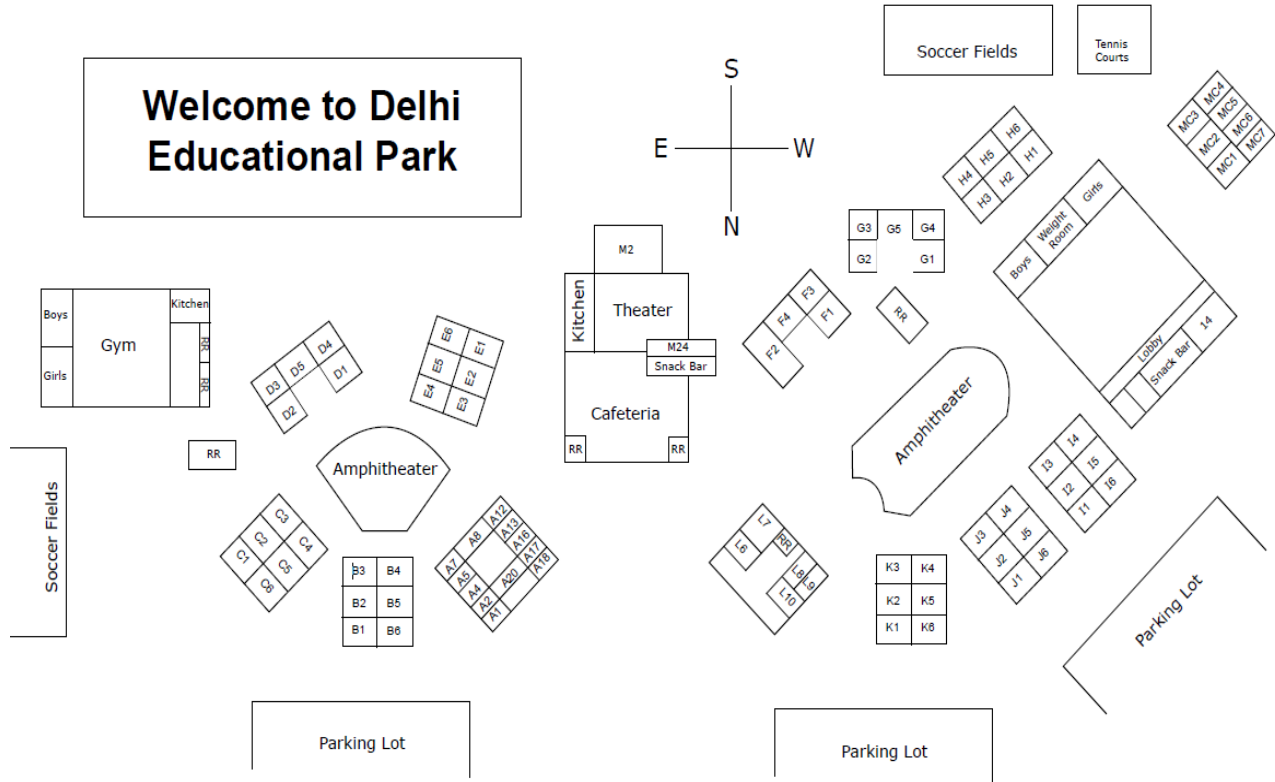 Welcome to Delhi
Educational Park
S
E
W
N
Soccer Fields
Tennis
Courts
MC4
MC3
MC5
MC6
MC2
MC7
MC1
H6
H5
H1
H4
H2
H3
Girls
Weight
Room
Boys
Lobby
Snack Bar
14
G3
G5
G4
G2
G1
RR
F3
F4
F1
F2
M2
Kitchen
Theater
M24
Snack Bar
Cafeteria
RR
RR
Boys
Girls
Gym
Kitchen
RR
RR
D4
D5
D3
D1
D2
E6
E1
E5
E2
E4
E3
RR
Amphitheater
Amphitheater
Soccer Fields
C3
C2
C4
C1
C5
C6
B3
B4
B2
B5
B1
B6
A12
A13
A8
A16
A17
A7
A18
A5
A20
A4
A2
A1
L7
L6
RR
L8
L9
L10
K3
K4
K2
K5
K1
K6
J4
J3
J5
J2
J6
J1
I4
I3
I5
I2
I6
I1
Parking Lot
Parking Lot
Parking Lot